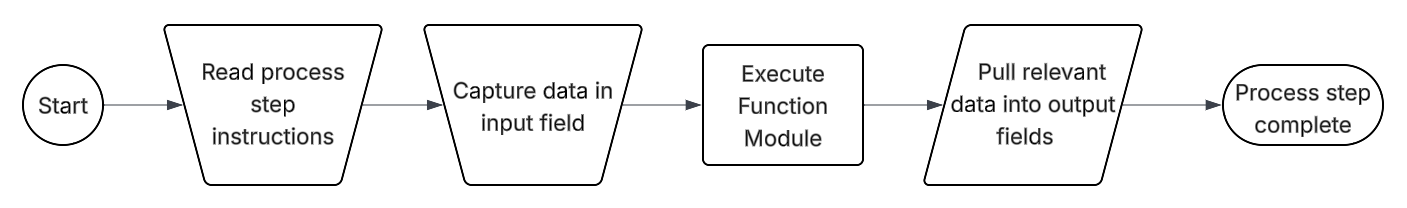 Start
Read process
step
instructions
Capture data in
input field
Execute
Function
Module
Pull relevant
data into output
fields
Process step
complete